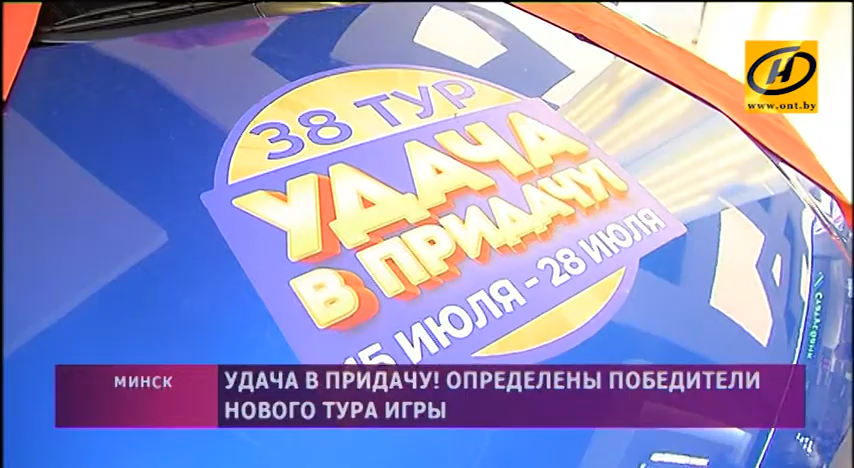 www.ont.by
38 ТУР
УДАЧА
В ПРИДАЧУ!
15 ИЮЛЯ - 28 ИЮЛЯ
МИНСК
УДАЧА В ПРИДАЧУ! ОПРЕДЕЛЕНЫ ПОБЕДИТЕЛИ
НОВОГО ТУРА ИГРЫ